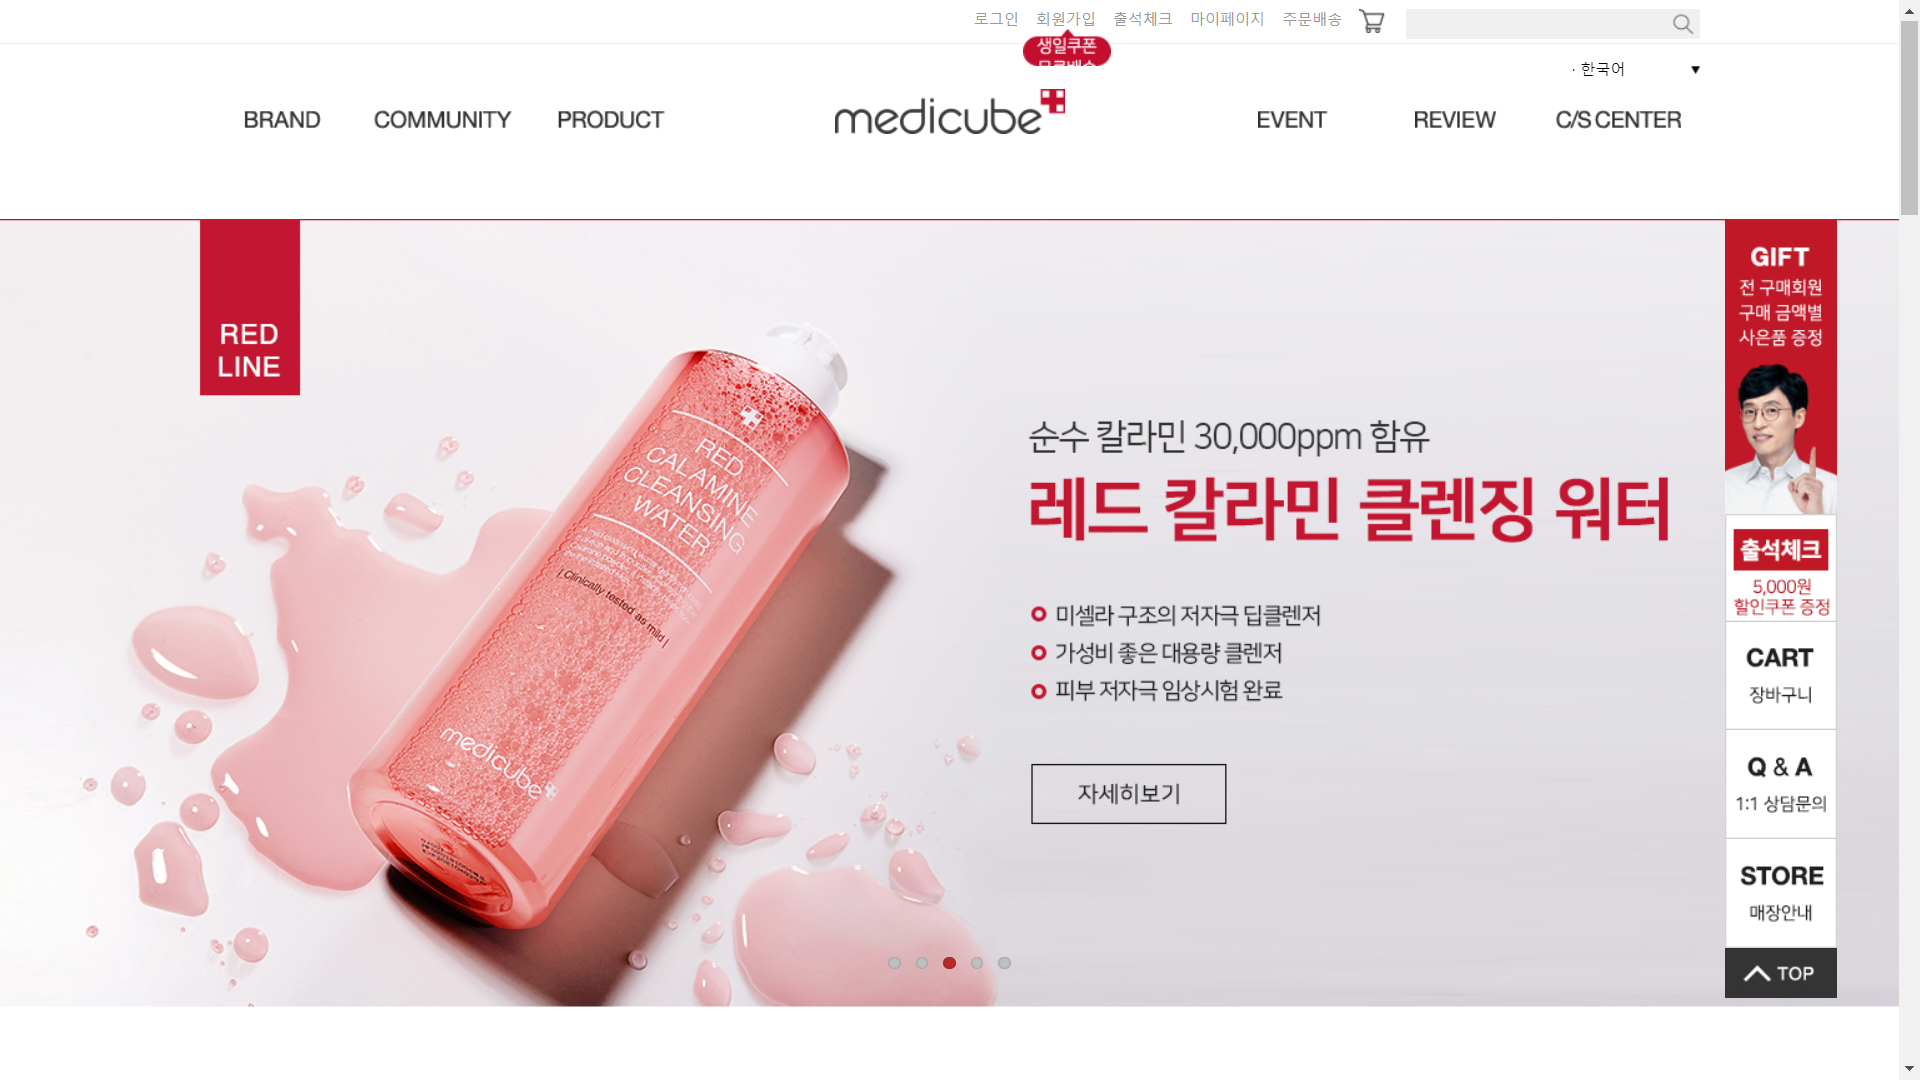 로그인 회원가입 출석체크 마이페이지 주문배송
생일쿠폰
무료배송
· 한국어 ▼
BRAND COMMUNITY PRODUCT medicube EVENT REVIEW C/S CENTER
RED
LINE
RED
CALAMINE
CLEANSING
WATER
| Clinically tested as mild |
medicube
순수 칼라민 30,000ppm 함유
레드 칼라민 클렌징 워터
미셀라 구조의 저자극 딥클렌저
가성비 좋은 대용량 클렌저
피부 저자극 임상시험 완료
자세히보기
GIFT
전 구매회원
구매 금액별
사은품 증정
출석체크
5,000원
할인쿠폰 증정
CART
장바구니
Q & A
1:1 상담문의
STORE
매장안내
TOP